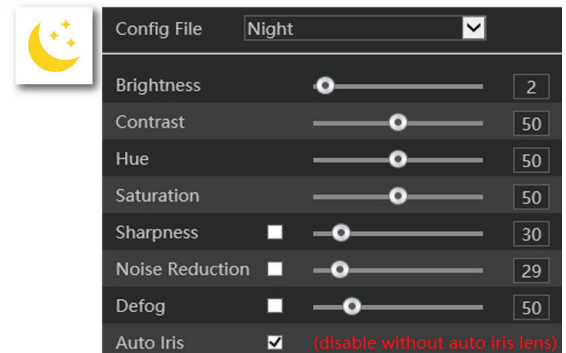 Config File Night
Brightness 2
Contrast 50
Hue 50
Saturation 50
Sharpness 30
Noise Reduction 29
Defog 50
Auto Iris (disable without auto iris lens)